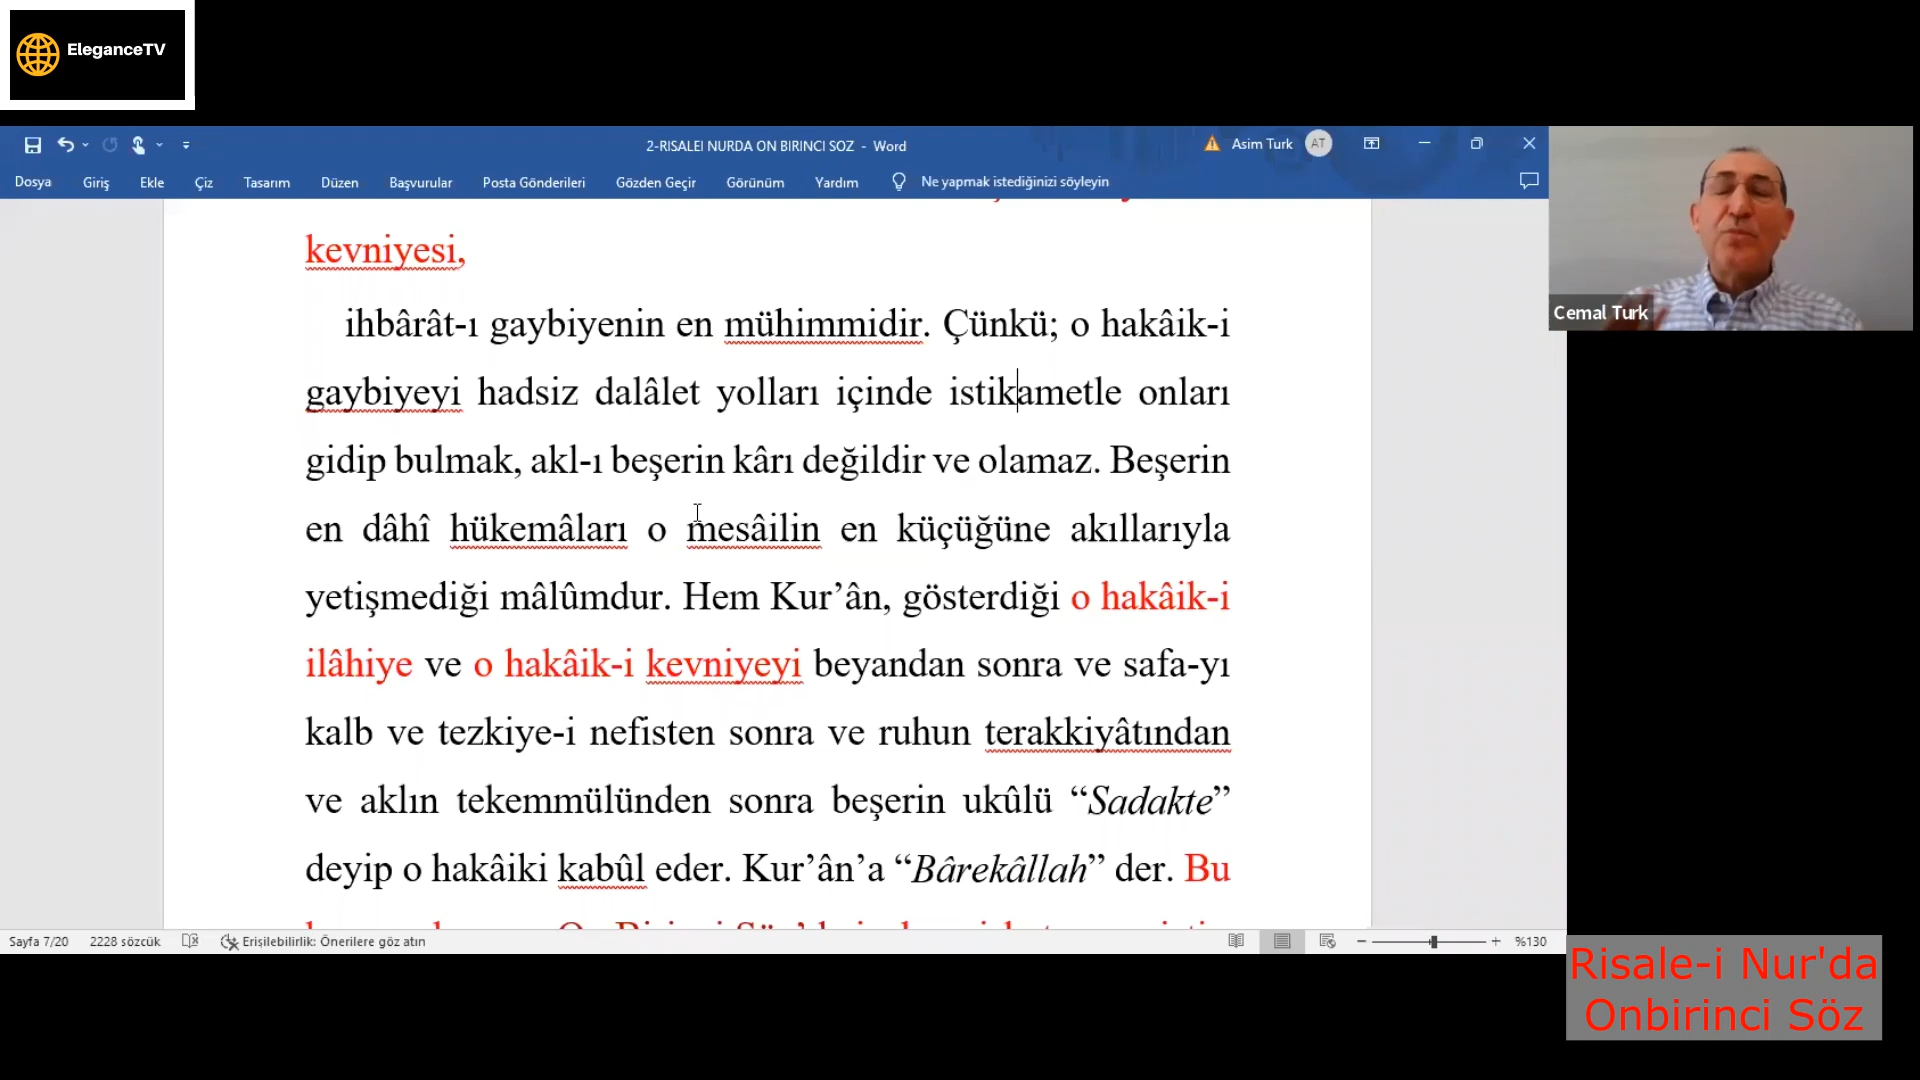 EleganceTV
2-RISALEI NURDA ON BIRINCI SOZ - Word
Asim Turk AT
Dosya Giriş Ekle Çiz Tasarım Düzen Başvurular Posta Gönderileri Gözden Geçir Görünüm Yardım Ne yapmak istediğinizi söyleyin
Cemal Turk
kevniyesi,
ihbârât-ı gaybiyenin en mühimmidir. Çünkü; o hakâik-i
gaybiyeyi hadsiz dalâlet yolları içinde istikametle onları
gidip bulmak, akl-ı beşerin kârı değildir ve olamaz. Beşerin
en dâhî hükemâları o mesâilin en küçüğüne akıllarıyla
yetişmediği mâlûmdur. Hem Kur’ân, gösterdiği o hakâik-i
ilâhiye ve o hakâik-i kevniyeyi beyandan sonra ve safa-yı
kalb ve tezkiye-i nefisten sonra ve ruhun terakkiyâtından
ve aklın tekemmülünden sonra beşerin ukûlü “Sadakte”
deyip o hakâiki kabûl eder. Kur’ân’a “Bârekâllah” der. Bu
Sayfa 7/20 2228 sözcük Erişilebilirlik: Önerilere göz atın %130
Risale-i Nur'da
Onbirinci Söz